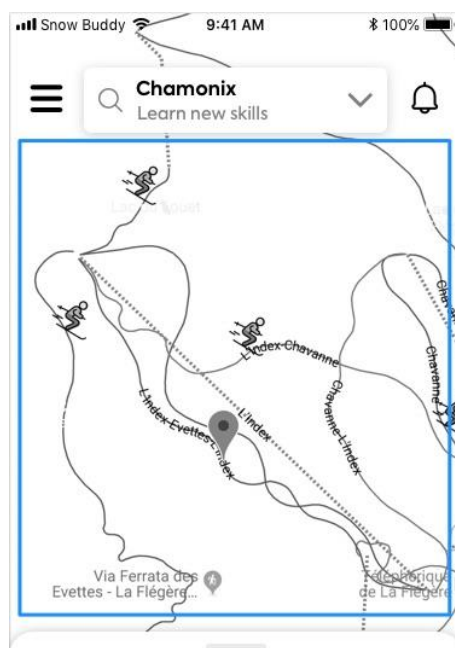 Snow Buddy
9:41 AM
100%
Chamonix
Learn new skills
L'Index Chavanne
Chavanne
L'Index Evettes L'Index
L'Index
Chavanne L'Index
Via Ferrata des
Evettes - La Flégère...
Téléphérique
de La Flégère